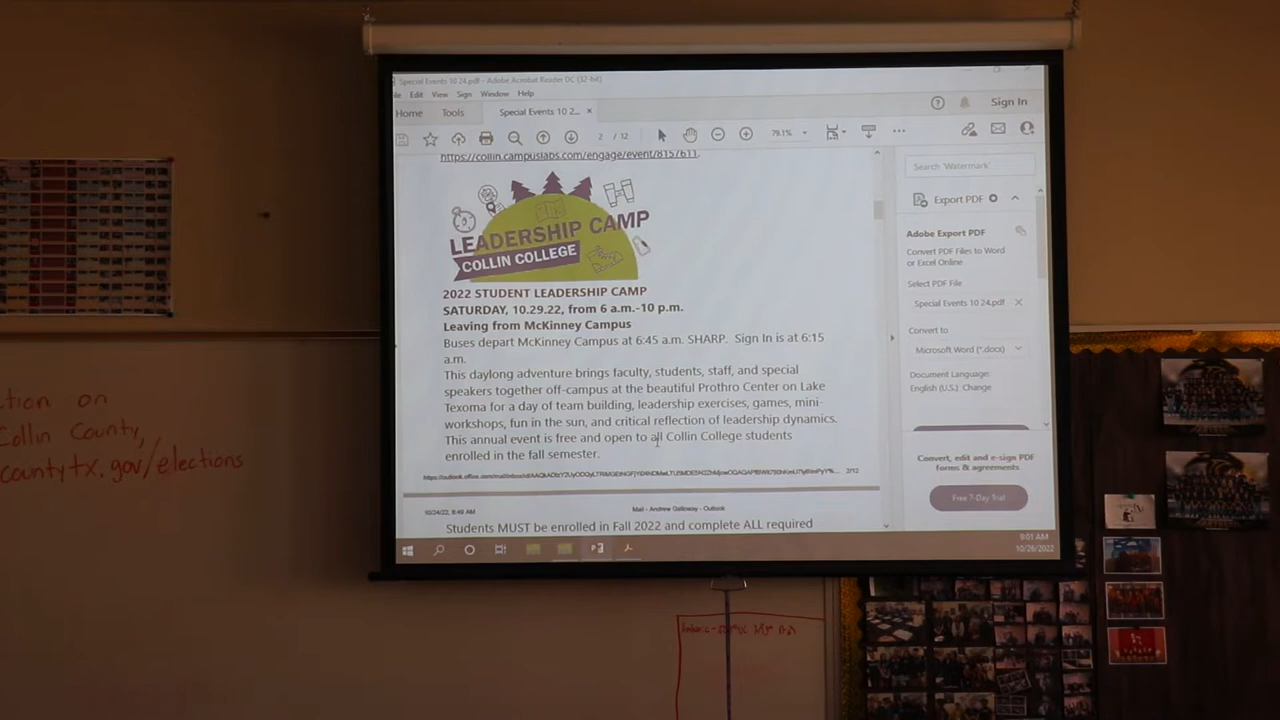 Special Events 10 24.pdf - Adobe Acrobat Reader DC (32-bit)
Edit View Sign Window Help
Home Tools Special Events 10 2... × Sign In
2 / 12 79.1%
https://collin.campuslabs.com/engage/event/8157611.
LEADERSHIP CAMP
COLLIN COLLEGE
2022 STUDENT LEADERSHIP CAMP
SATURDAY, 10.29.22, from 6 a.m.-10 p.m.
Leaving from McKinney Campus
Buses depart McKinney Campus at 6:45 a.m. SHARP. Sign In is at 6:15
a.m.
This daylong adventure brings faculty, students, staff, and special
speakers together off-campus at the beautiful Prothro Center on Lake
Texoma for a day of team building, leadership exercises, games, mini-
workshops, fun in the sun, and critical reflection of leadership dynamics.
This annual event is free and open to all Collin College students
enrolled in the fall semester.
2/12
10/24/22, 8:49 AM Mail - Andrew Galloway - Outlook
Students MUST be enrolled in Fall 2022 and complete ALL required
Search 'Watermark'
Export PDF
Adobe Export PDF
Convert PDF Files to Word
or Excel Online
Select PDF File
Special Events 10 24.pdf ×
Convert to
Microsoft Word (*.docx)
Document Language:
English (U.S.) Change
Convert, edit and e-sign PDF
forms & agreements
Free 7-Day Trial
9:01 AM
10/26/2022
ction on
Collin County,
countytx.gov/elections